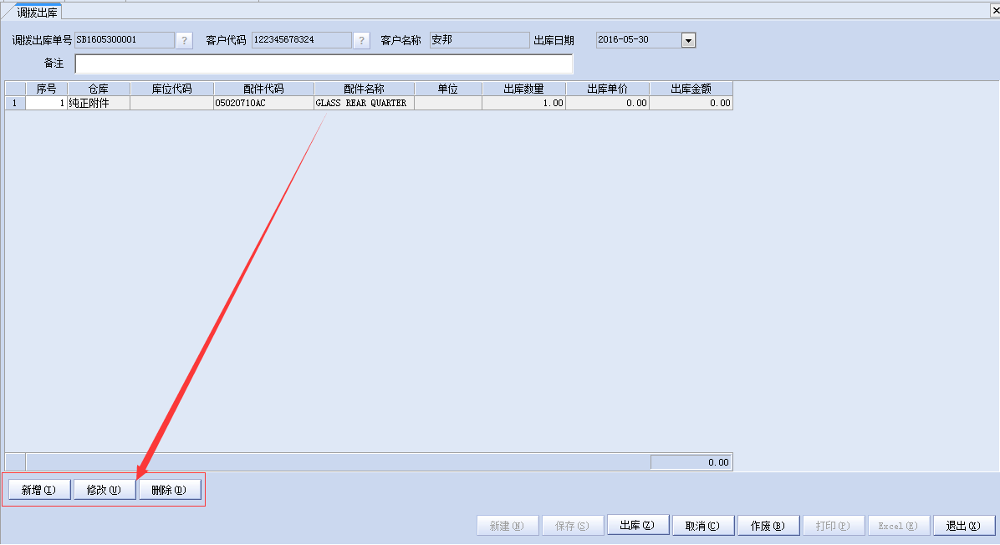 调拨出库
调拨出库单号 SB1605300001 ? 客户代码 122345678324 ? 客户名称 安邦 出库日期 2016-05-30
备注
序号 仓库 库位代码 配件代码 配件名称 单位 出库数量 出库单价 出库金额
1 1 纯正附件 05020710AC GLASS REAR QUARTER 1.00 0.00 0.00
0.00
新增(I) 修改(U) 删除(D)
新建(N) 保存(S) 出库(Z) 取消(C) 作废(B) 打印(P) Excel(E) 退出(X)